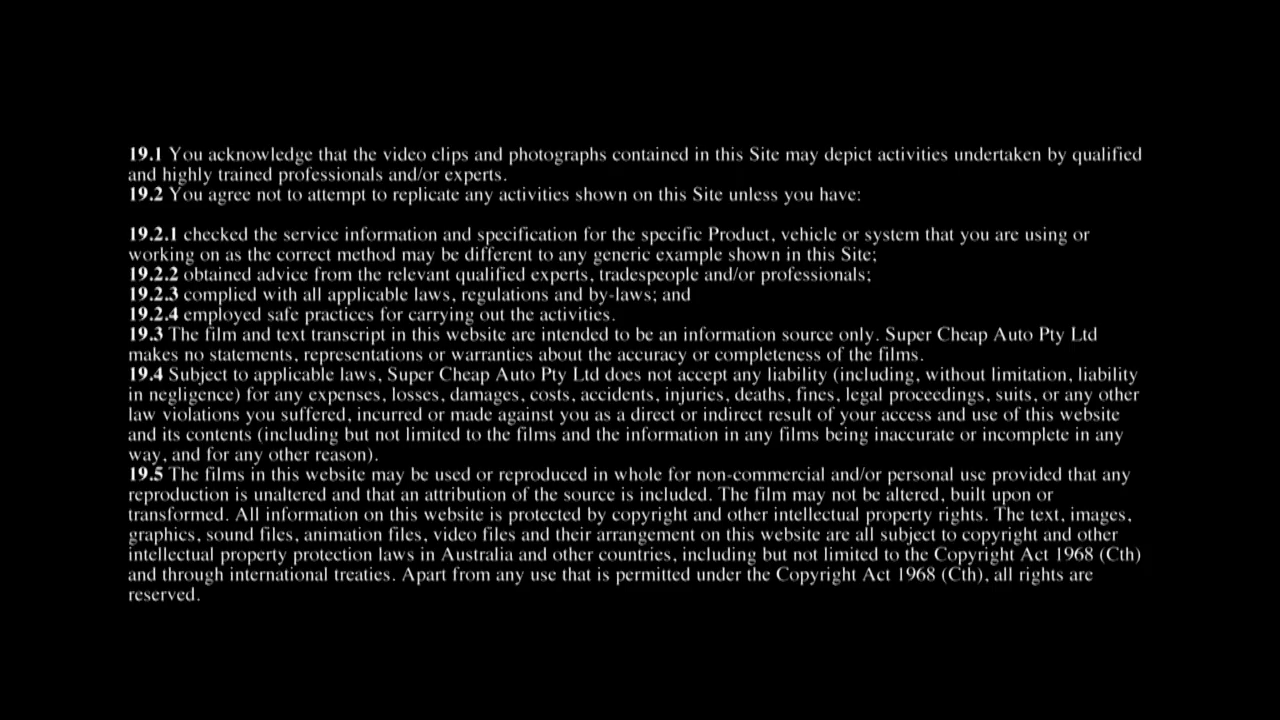 19.1 You acknowledge that the video clips and photographs contained in this Site may depict activities undertaken by qualified
and highly trained professionals and/or experts.
19.2 You agree not to attempt to replicate any activities shown on this Site unless you have:
19.2.1 checked the service information and specification for the specific Product, vehicle or system that you are using or
working on as the correct method may be different to any generic example shown in this Site;
19.2.2 obtained advice from the relevant qualified experts, tradespeople and/or professionals;
19.2.3 complied with all applicable laws, regulations and by-laws; and
19.2.4 employed safe practices for carrying out the activities.
19.3 The film and text transcript in this website are intended to be an information source only. Super Cheap Auto Pty Ltd
makes no statements, representations or warranties about the accuracy or completeness of the films.
19.4 Subject to applicable laws, Super Cheap Auto Pty Ltd does not accept any liability (including, without limitation, liability
in negligence) for any expenses, losses, damages, costs, accidents, injuries, deaths, fines, legal proceedings, suits, or any other
law violations you suffered, incurred or made against you as a direct or indirect result of your access and use of this website
and its contents (including but not limited to the films and the information in any films being inaccurate or incomplete in any
way, and for any other reason).
19.5 The films in this website may be used or reproduced in whole for non-commercial and/or personal use provided that any
reproduction is unaltered and that an attribution of the source is included. The film may not be altered, built upon or
transformed. All information on this website is protected by copyright and other intellectual property rights. The text, images,
graphics, sound files, animation files, video files and their arrangement on this website are all subject to copyright and other
intellectual property protection laws in Australia and other countries, including but not limited to the Copyright Act 1968 (Cth)
and through international treaties. Apart from any use that is permitted under the Copyright Act 1968 (Cth), all rights are
reserved.